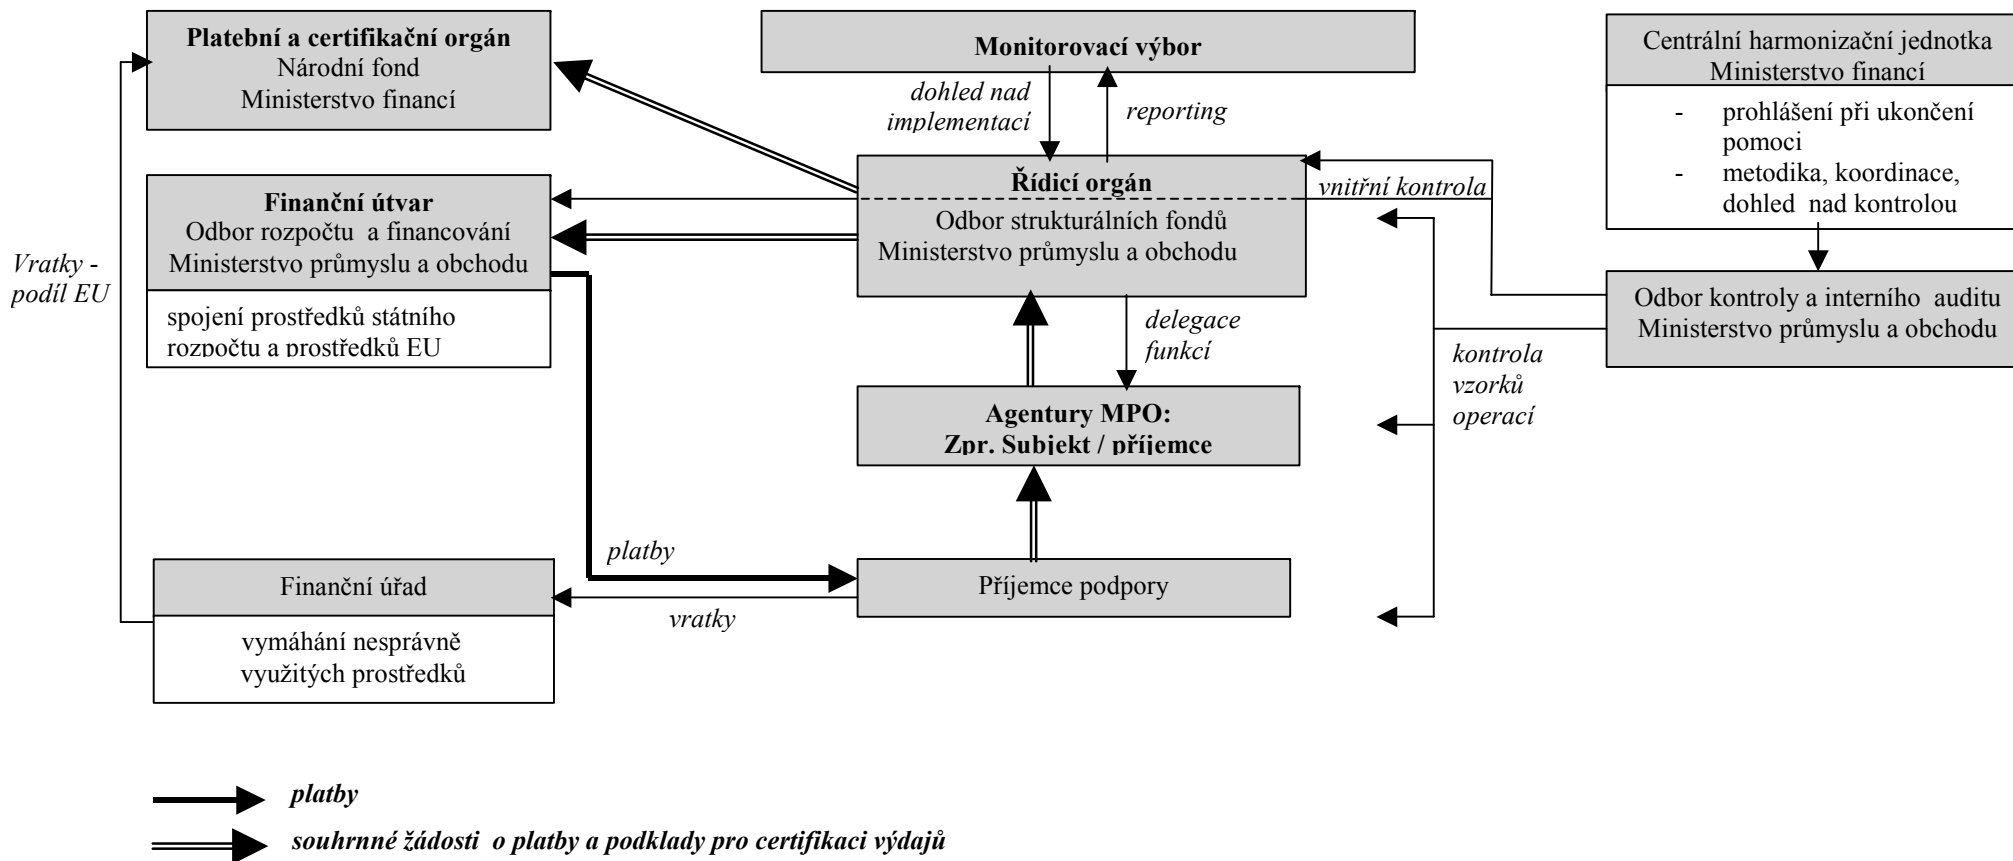 Platební a certifikační orgán
Národní fond
Ministerstvo financí
Monitorovací výbor
Centrální harmonizační jednotka
Ministerstvo financí
- prohlášení při ukončení
pomoci
- metodika, koordinace,
dohled nad kontrolou
dohled nad
implementací
reporting
Finanční útvar
Odbor rozpočtu a financování
Ministerstvo průmyslu a obchodu
spojení prostředků státního
rozpočtu a prostředků EU
Řídicí orgán
Odbor strukturálních fondů
Ministerstvo průmyslu a obchodu
vnitřní kontrola
Vratky -
podíl EU
Odbor kontroly a interního auditu
Ministerstvo průmyslu a obchodu
delegace
funkcí
kontrola
vzorků
operací
Agentury MPO:
Zpr. Subjekt / příjemce
platby
Finanční úřad
vymáhání nesprávně
využitých prostředků
vratky
Příjemce podpory
platby
souhrnné žádosti o platby a podklady pro certifikaci výdajů